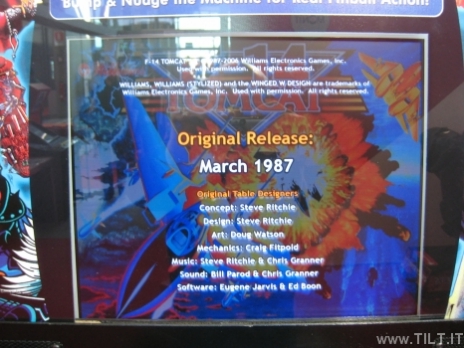 Bump & Nudge the Machine for Real Pinball Action!
F-14 TOMCAT 1987-2006 Williams Electronics Games, Inc.
Used with permission. All rights reserved.
WILLIAMS, WILLIAMS (STYLIZED) and the WINGED W DESIGN are trademarks of
Williams Electronics Games, Inc. Used with permission. All rights reserved.
TOMCAT
Original Release:
March 1987
Original Table Designers
Concept: Steve Ritchie
Design: Steve Ritchie
Art: Doug Watson
Mechanics: Craig Fitpold
Music: Steve Ritchie & Chris Granner
Sound: Bill Parod & Chris Granner
Software: Eugene Jarvis & Ed Boon
WWW.TILT.IT